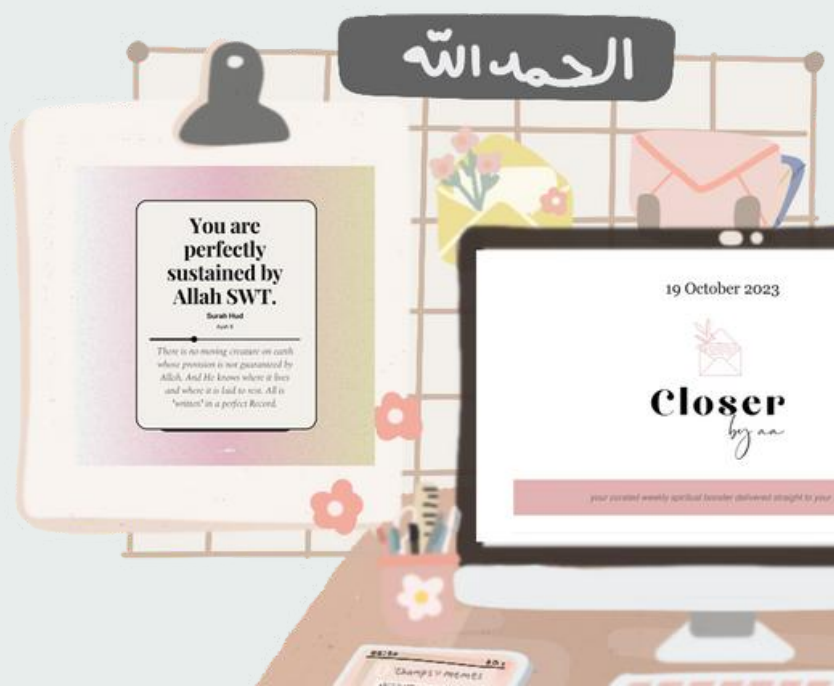 الحمدالله
You are
perfectly
sustained by
Allah SWT.
Surah Hud
Ayah 6
There is no moving creature on earth
whose provision is not guaranteed by
Allah. And He knows where it lives
and where it is laid to rest. All is
'written' in a perfect Record.
19 October 2023
Closer
by aa
your curated weekly spiritual booster delivered straight to your